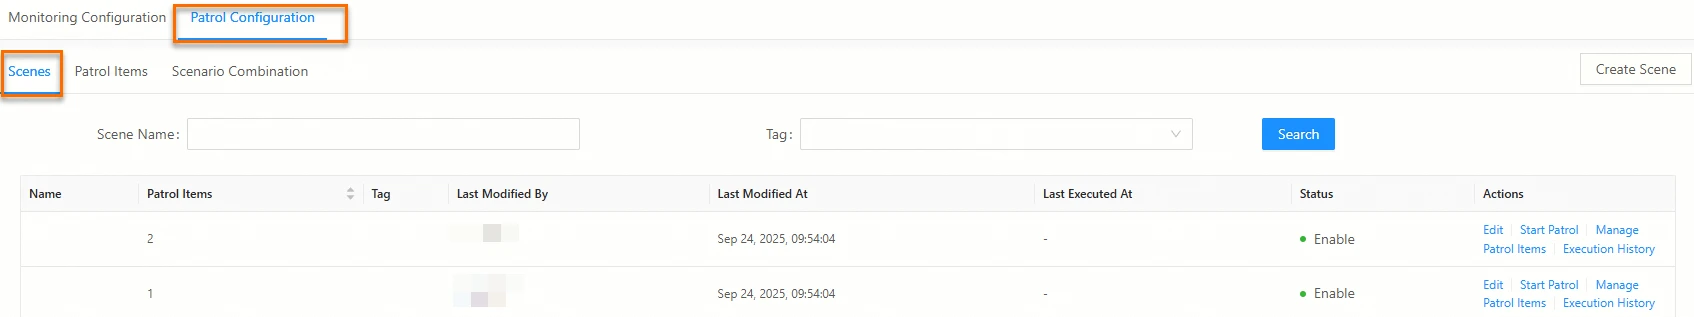 Monitoring Configuration Patrol Configuration
Scenes Patrol Items Scenario Combination Create Scene
Scene Name: Tag: Search
Name Patrol Items Tag Last Modified By Last Modified At Last Executed At Status Actions
2 Sep 24, 2025, 09:54:04 - Enable Edit Start Patrol Manage
Patrol Items Execution History
1 Sep 24, 2025, 09:54:04 - Enable Edit Start Patrol Manage
Patrol Items Execution History